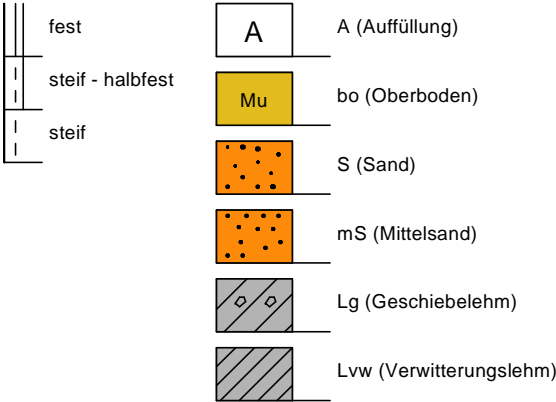 fest
steif - halbfest
steif
A A (Auffüllung)
Mu bo (Oberboden)
S (Sand)
mS (Mittelsand)
Lg (Geschiebelehm)
Lvw (Verwitterungslehm)